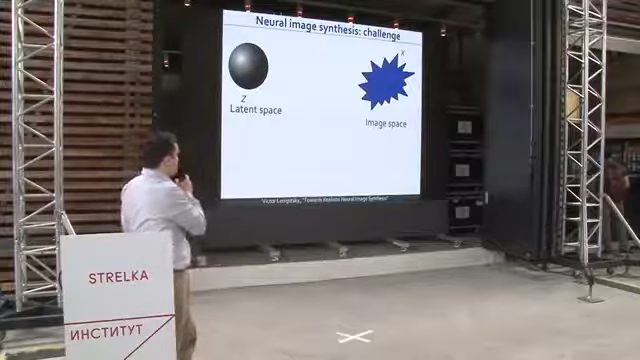 Neural image synthesis: challenge
X
Z
Latent space
Image space
Victor Lempitsky, "Towards Realistic Neural Image Synthesis"
STRELKA
ИНСТИТУТ